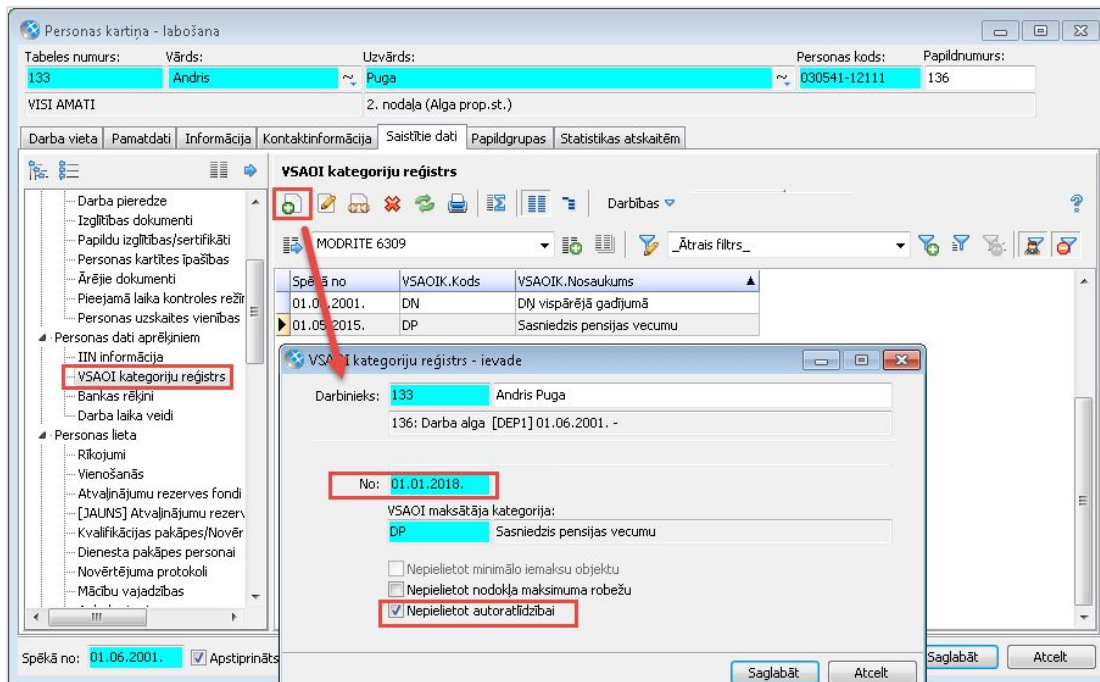 Personas kartiņa - labošana
Tabeles numurs: Vārds: Uzvārds: Personas kods: Papildnumurs:
133 Andris Puga 030541-12111 136
VISI AMATI 2. nodaļa (Alga prop.st.)
Darba vieta Pamatdati Informācija Kontaktinformācija Saistītie dati Papildgrupas Statistikas atskaitēm
Darba pieredze
Izglītības dokumenti
Papildu izglītības/sertifikāti
Personas kartītes īpašības
Ārējie dokumenti
Pieejamā laika kontroles režīr
Personas uzskaites vienības
Personas dati aprēķiniem
IIN informācija
VSAOI kategoriju reģistrs
Bankas rēķini
Darba laika veidi
Personas lieta
Rīkojumi
Vienošanās
Atvaļinājumu rezerves fondi
[JAUNS] Atvaļinājumu rezerv
Kvalifikācijas pakāpes/Novēr
Dienesta pakāpes personai
Novērtējuma protokoli
Mācību vajadzības
VSAOI kategoriju reģistrs
Darbības
MODRITE 6309 _Ātrais filtrs_
Spēkā no VSAOIK.Kods VSAOIK.Nosaukums
DN DŅ vispārējā gadījumā
01.05.2015. DP Sasniedzis pensijas vecumu
VSAOI kategoriju reģistrs - ievade
Darbinieks: 133 Andris Puga
136: Darba alga [DEP1] 01.06.2001. -
No: 01.01.2018.
VSAOI maksātāja kategorija:
DP Sasniedzis pensijas vecumu
Nepielietot minimālo iemaksu objektu
Nepielietot nodokļa maksimuma robežu
Nepielietot autoratlīdzībai
Saglabāt Atcelt
Spēkā no: 01.06.2001. Apstiprināts Saglabāt Atcelt